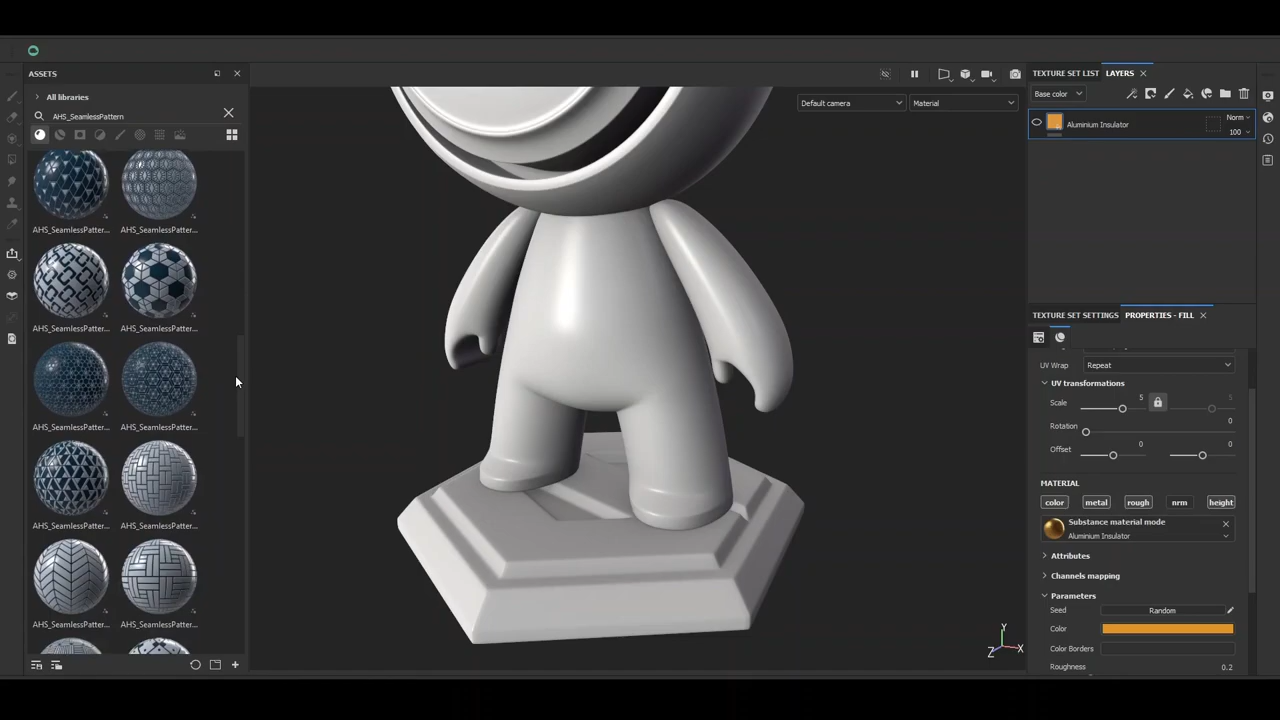 ASSETS
All libraries
AHS_SeamlessPattern
AHS_SeamlessPatter...
AHS_SeamlessPatter...
AHS_SeamlessPatter...
AHS_SeamlessPatter...
AHS_SeamlessPatter...
AHS_SeamlessPatter...
AHS_SeamlessPatter...
AHS_SeamlessPatter...
AHS_SeamlessPatter...
AHS_SeamlessPatter...
Default camera
Material
Y
Z
X
TEXTURE SET LIST
LAYERS
Base color
Aluminium Insulator
Norm
100
TEXTURE SET SETTINGS
PROPERTIES - FILL
UV Wrap
Repeat
UV transformations
Scale
5
5
Rotation
0
Offset
0
0
MATERIAL
color
metal
rough
nrm
height
Substance material mode
Aluminium Insulator
Attributes
Channels mapping
Parameters
Seed
Random
Color
Color Borders
Roughness
0.2